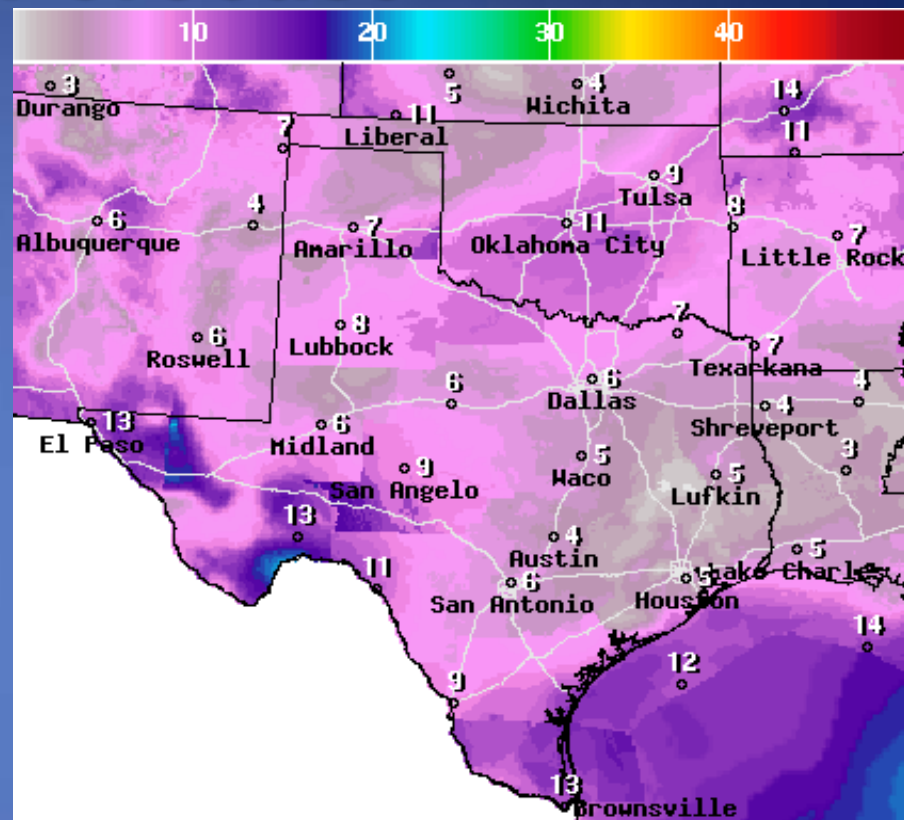 10 20 30 40
3
Durango
5
4
Wichita
14
11
Liberal
7
11
9
Tulsa
6
Albuquerque
4
7
Amarillo
11
Oklahoma City
8
7
Little Rock
6
Roswell
8
Lubbock
7
7
Texarkana
6
6
Dallas
4
4
Shreveport
13
El Paso
6
Midland
9
San Angelo
5
Waco
5
Lufkin
3
13
4
Austin
5
Lake Charles
11
6
San Antonio
5
Houston
14
12
9
13
Brownsville